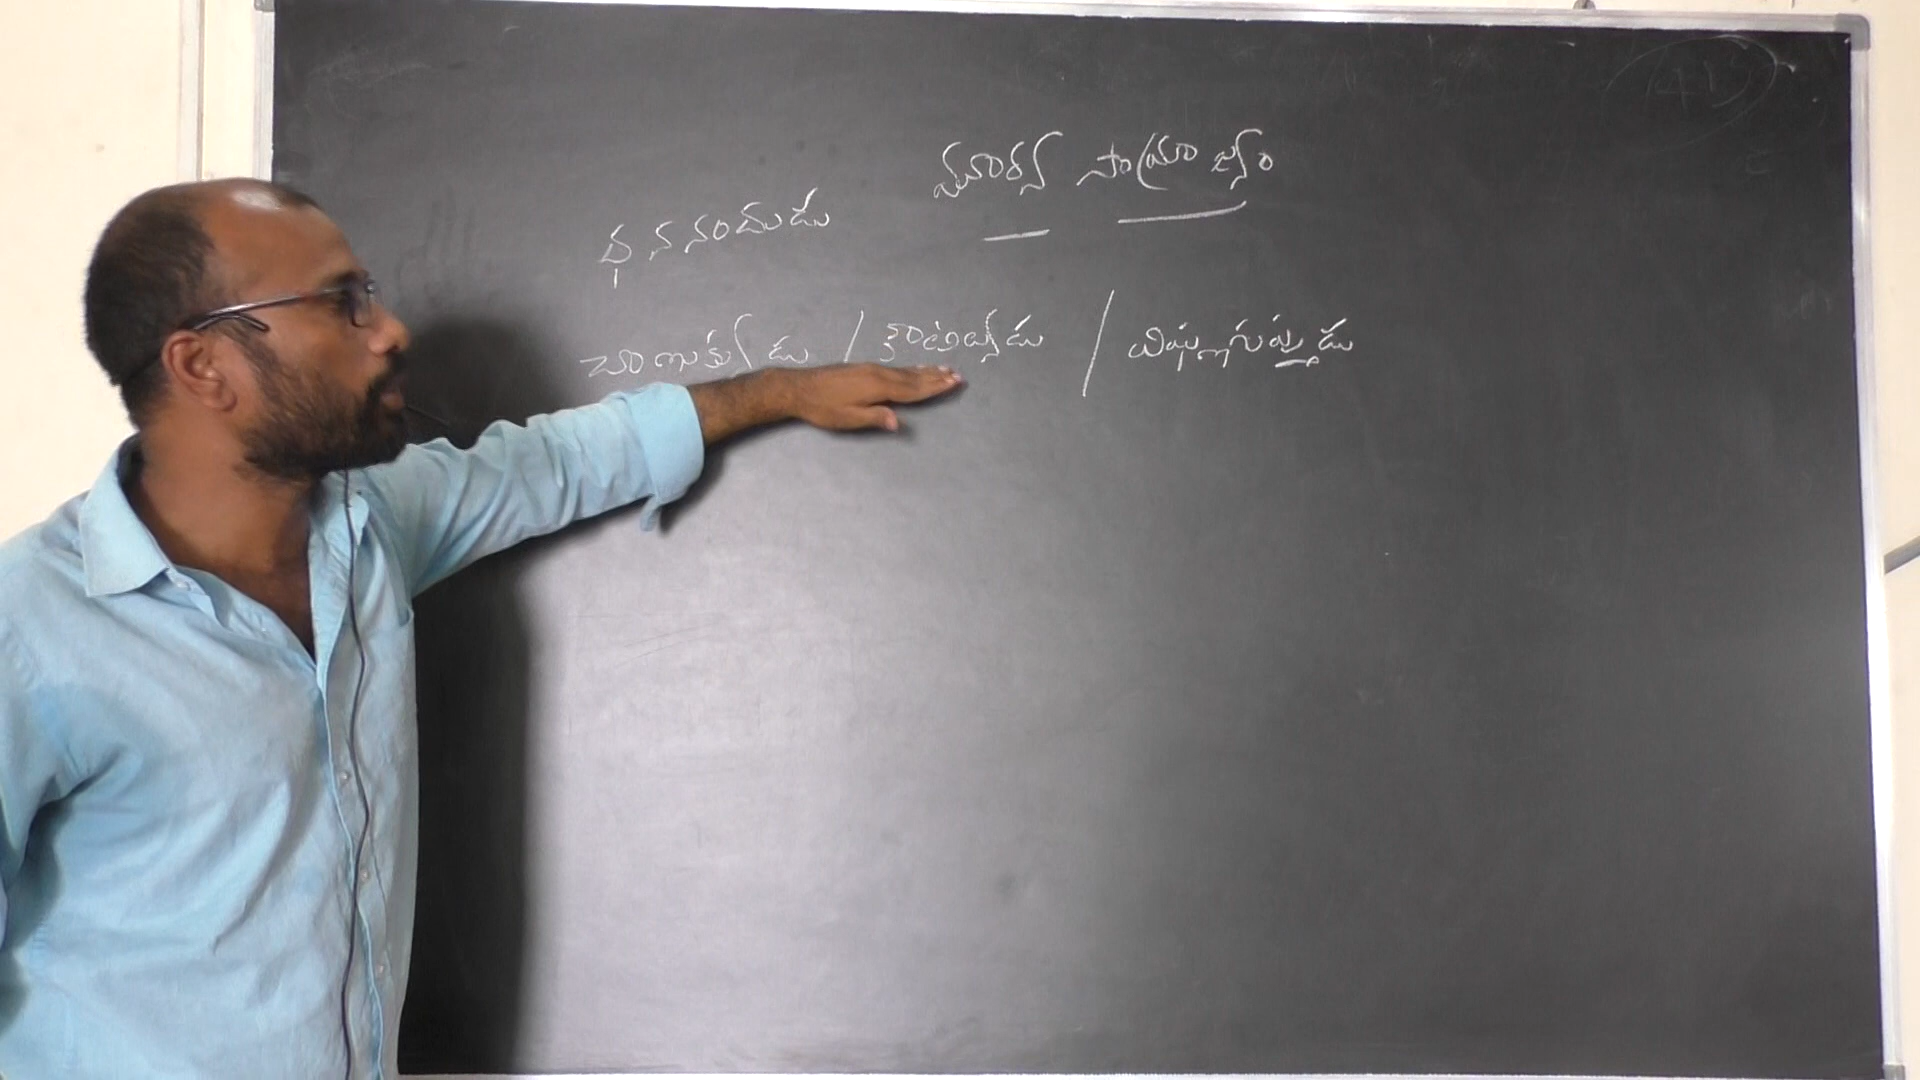 మౌర్య సామ్రాజ్యం
ధననందుడు
చాణుక్యుడు / కౌటిల్యుడు / విష్ణుగుప్తుడు